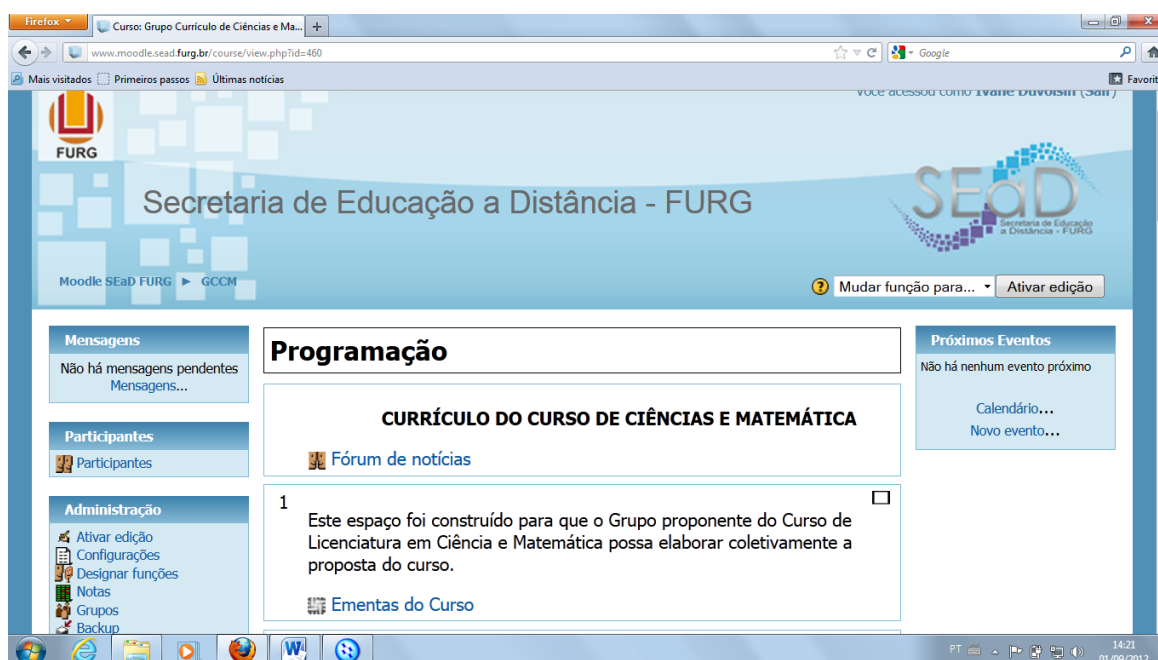 Firefox
Curso: Grupo Currículo de Ciências e Ma...
www.moodle.sead.furg.br/course/view.php?id=460
Google
Mais visitados Primeiros passos Últimas notícias
Favorit
Você acessou como Ivane Duvoisin (Sair)
FURG
Secretaria de Educação a Distância - FURG
SEaD
Secretaria de Educação
a Distância - FURG
Moodle SEaD FURG ► GCCM
Mudar função para... Ativar edição
Mensagens
Não há mensagens pendentes
Mensagens...
Participantes
Participantes
Administração
Ativar edição
Configurações
Designar funções
Notas
Grupos
Backup
Programação
CURRÍCULO DO CURSO DE CIÊNCIAS E MATEMÁTICA
Fórum de notícias
1
Este espaço foi construído para que o Grupo proponente do Curso de
Licenciatura em Ciência e Matemática possa elaborar coletivamente a
proposta do curso.
Ementas do Curso
Próximos Eventos
Não há nenhum evento próximo
Calendário...
Novo evento...
PT
14:21
01/09/2012